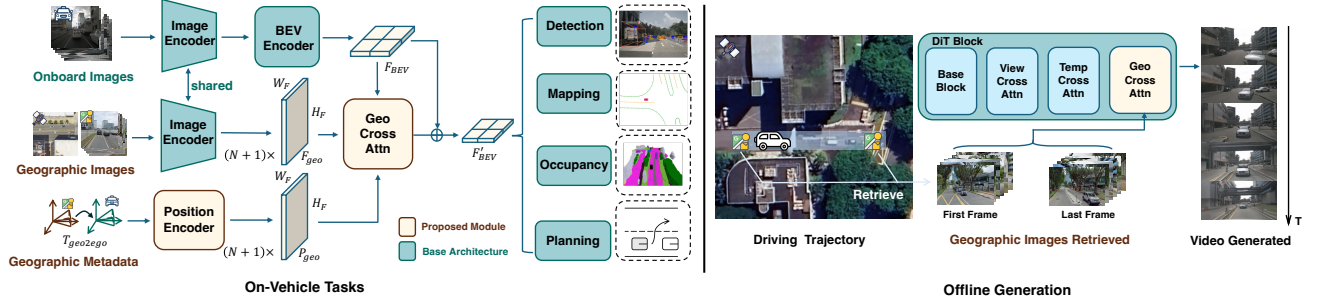 Onboard Images
Image
Encoder
BEV
Encoder
F_BEV
shared
Geographic Images
Image
Encoder
W_F
H_F
(N + 1)×
F_geo
Geo
Cross
Attn
F'_BEV
T_geo2ego
Geographic Metadata
Position
Encoder
W_F
H_F
(N + 1)×
P_geo
Proposed Module
Base Architecture
Detection
Mapping
Occupancy
Planning
On-Vehicle Tasks
Retrieve
Driving Trajectory
DiT Block
Base
Block
View
Cross
Attn
Temp
Cross
Attn
Geo
Cross
Attn
First Frame
Last Frame
Geographic Images Retrieved
T
Video Generated
Offline Generation